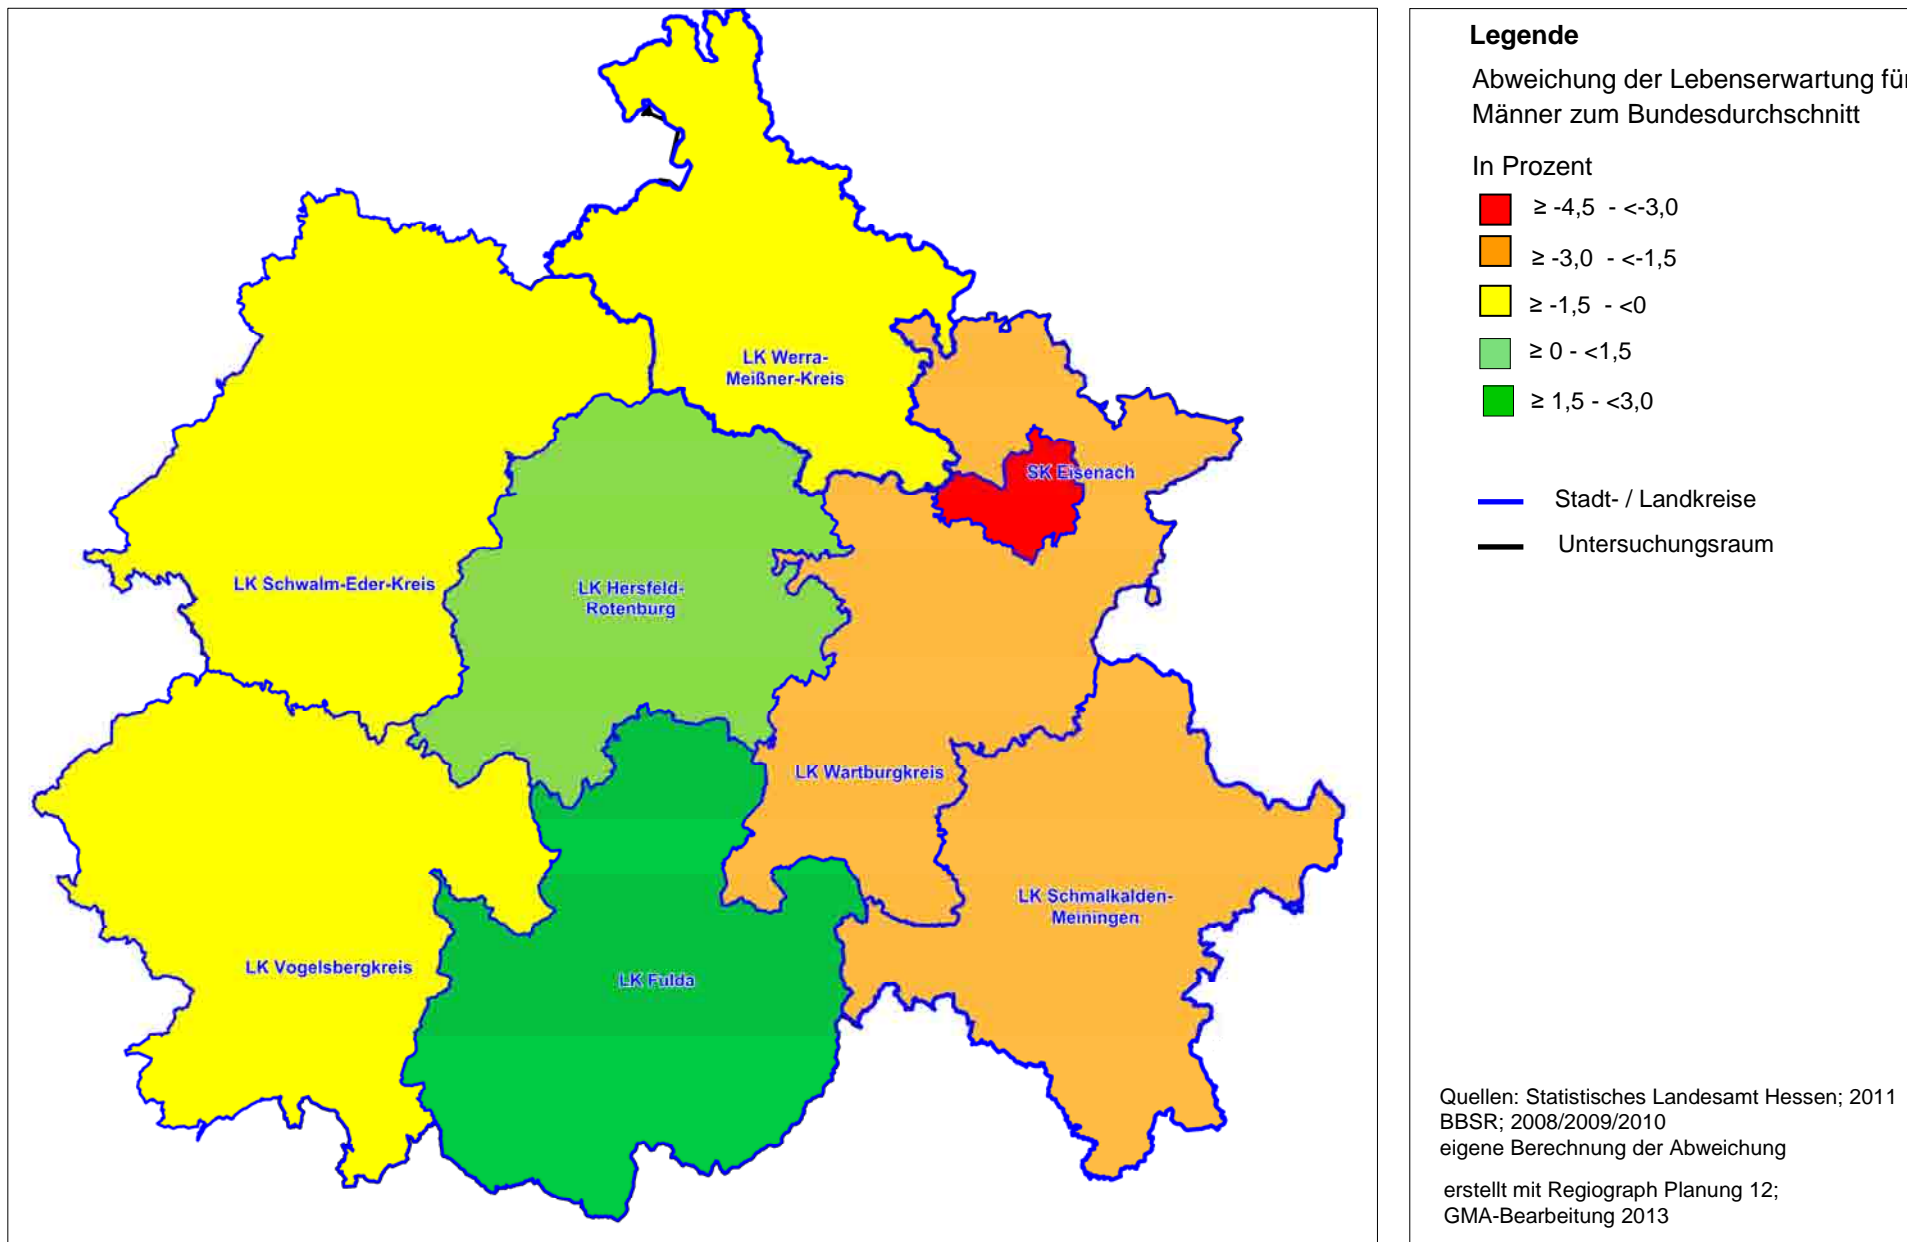 LK Werra-
Meißner-Kreis
SK Eisenach
LK Schwalm-Eder-Kreis
LK Hersfeld-
Rotenburg
LK Wartburgkreis
LK Schmalkalden-
Meiningen
LK Vogelsbergkreis
LK Fulda
Legende
Abweichung der Lebenserwartung für
Männer zum Bundesdurchschnitt
In Prozent
≥ -4,5 - <-3,0
≥ -3,0 - <-1,5
≥ -1,5 - <0
≥ 0 - <1,5
≥ 1,5 - <3,0
Stadt- / Landkreise
Untersuchungsraum
Quellen: Statistisches Landesamt Hessen; 2011
BBSR; 2008/2009/2010
eigene Berechnung der Abweichung
erstellt mit Regiograph Planung 12;
GMA-Bearbeitung 2013